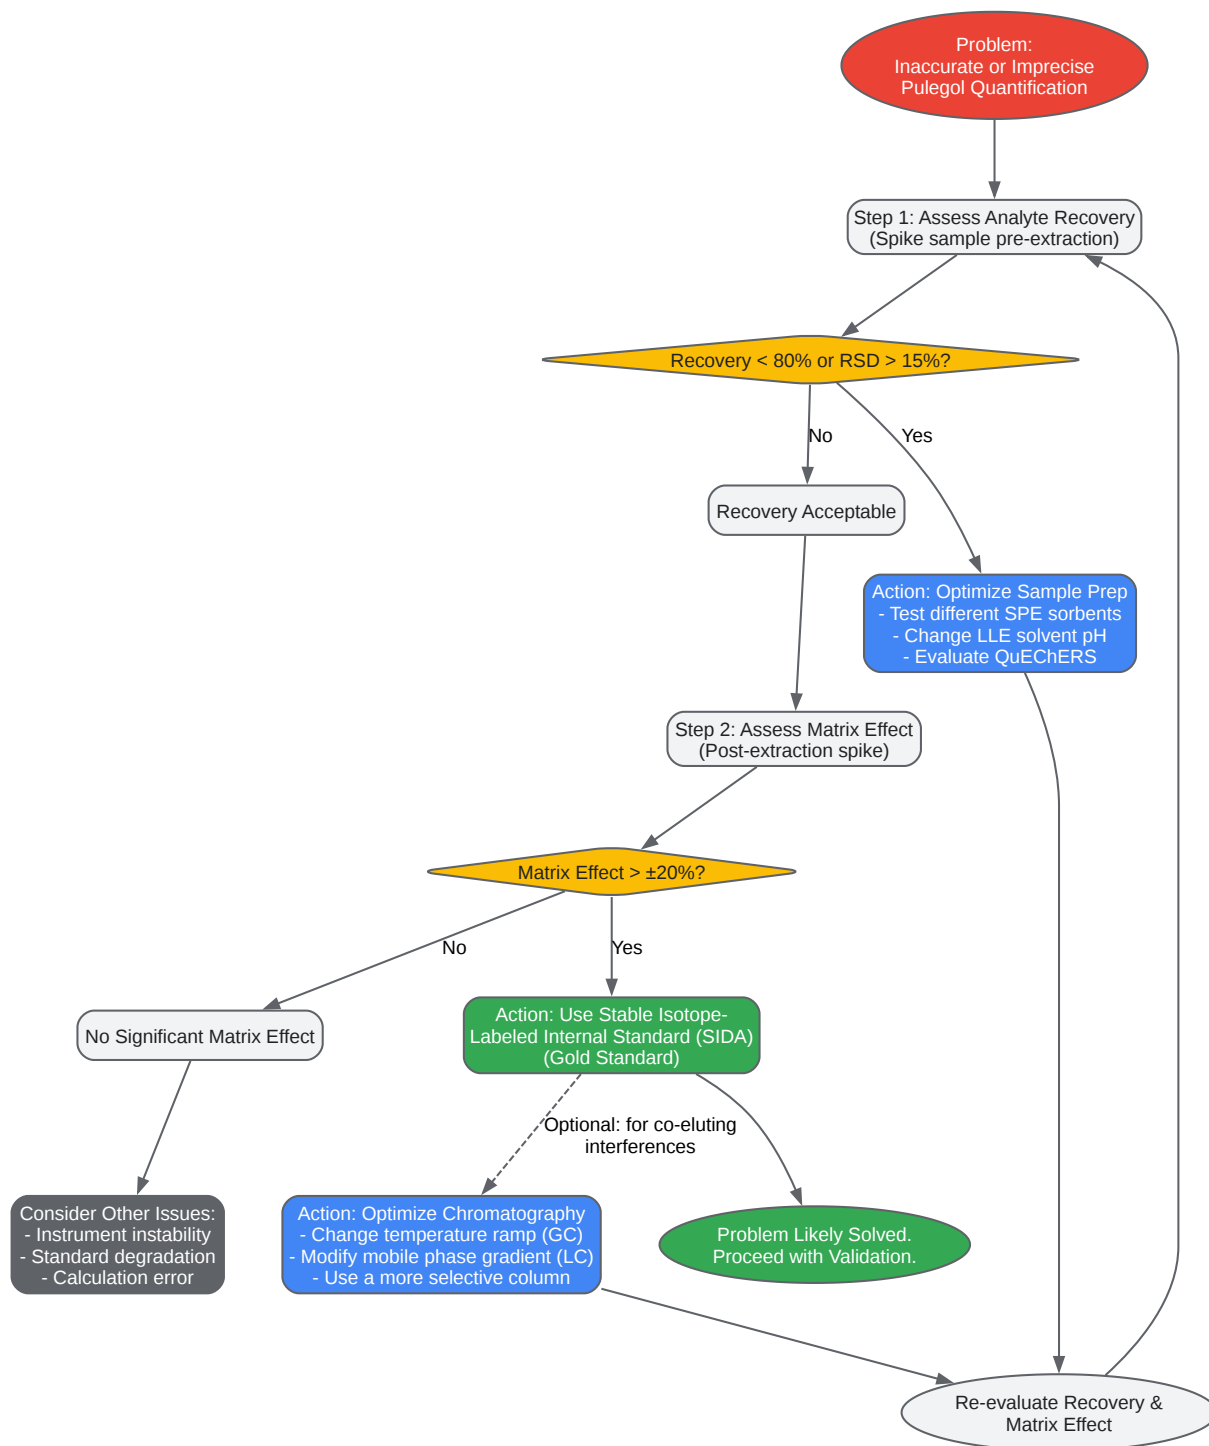 Problem:
Inaccurate or Imprecise
Pulegol Quantification
Step 1: Assess Analyte Recovery
(Spike sample pre-extraction)
Recovery < 80% or RSD > 15%?
No
Yes
Recovery Acceptable
Action: Optimize Sample Prep
- Test different SPE sorbents
- Change LLE solvent pH
- Evaluate QuEChERS
Step 2: Assess Matrix Effect
(Post-extraction spike)
Matrix Effect > ±20%?
No
Yes
No Significant Matrix Effect
Action: Use Stable Isotope-
Labeled Internal Standard (SIDA)
(Gold Standard)
Optional: for co-eluting
interferences
Consider Other Issues:
- Instrument instability
- Standard degradation
- Calculation error
Action: Optimize Chromatography
- Change temperature ramp (GC)
- Modify mobile phase gradient (LC)
- Use a more selective column
Problem Likely Solved.
Proceed with Validation.
Re-evaluate Recovery &
Matrix Effect